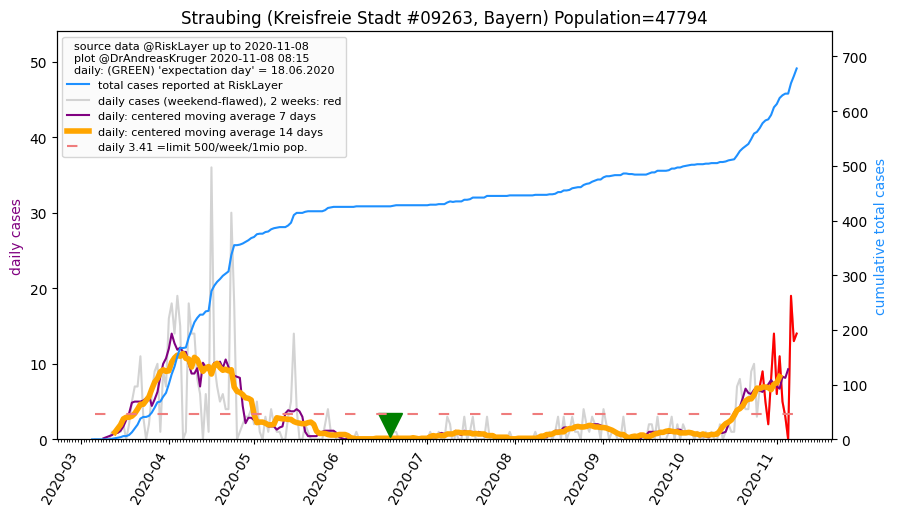 Straubing (Kreisfreie Stadt #09263, Bayern) Population=47794
source data @RiskLayer up to 2020-11-08
plot @DrAndreasKruger 2020-11-08 08:15
daily: (GREEN) 'expectation day' = 18.06.2020
total cases reported at RiskLayer
daily cases (weekend-flawed), 2 weeks: red
daily: centered moving average 7 days
daily: centered moving average 14 days
daily 3.41 =limit 500/week/1mio pop.
daily cases
50
40
30
20
10
0
cumulative total cases
700
600
500
400
300
200
100
0
2020-03
2020-04
2020-05
2020-06
2020-07
2020-08
2020-09
2020-10
2020-11